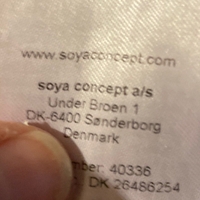 www.soyaconcept.com
soya concept a/s
Under Broen 1
DK-6400 Sønderborg
Denmark
mber: 40336
: DK 26486254